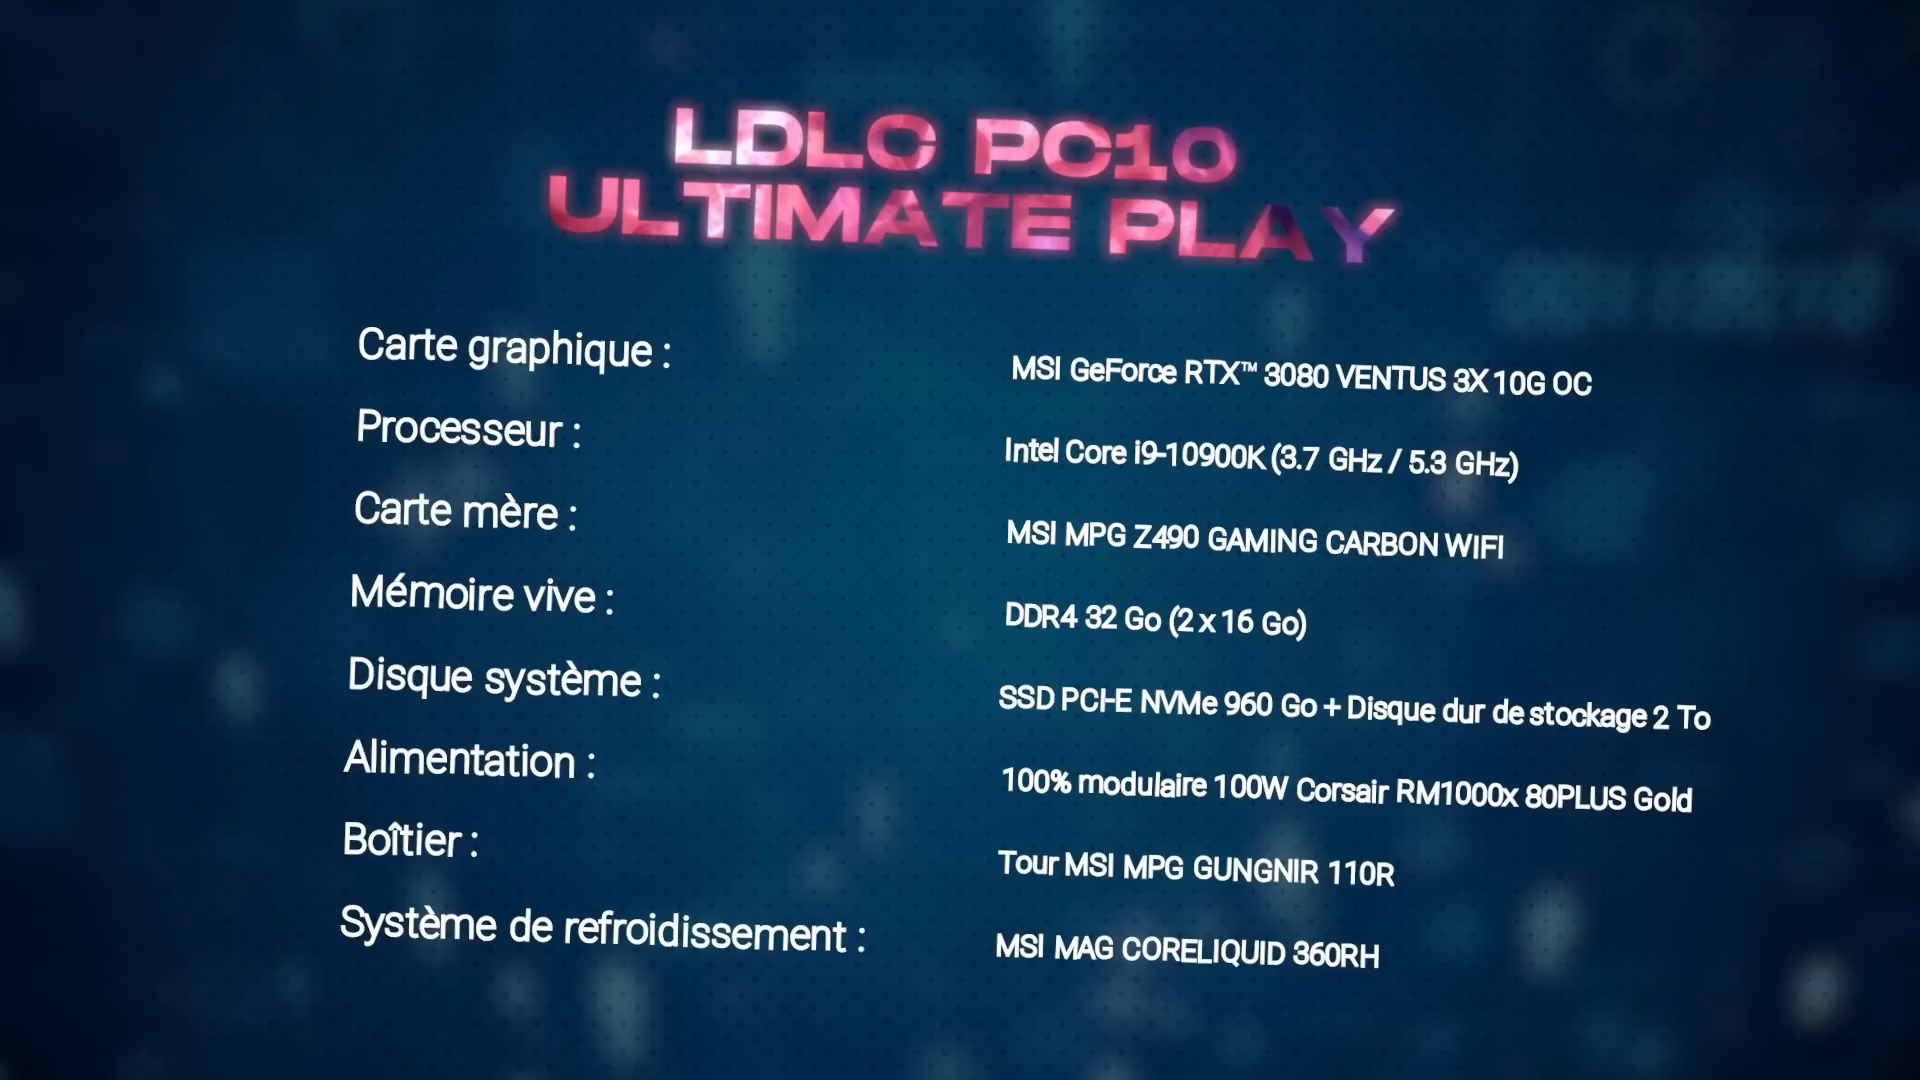 LDLC PC10
ULTIMATE PLAY
Carte graphique : MSI GeForce RTX™ 3080 VENTUS 3X 10G OC
Processeur : Intel Core i9-10900K (3.7 GHz / 5.3 GHz)
Carte mère : MSI MPG Z490 GAMING CARBON WIFI
Mémoire vive : DDR4 32 Go (2 x 16 Go)
Disque système : SSD PCI-E NVMe 960 Go + Disque dur de stockage 2 To
Alimentation : 100% modulaire 100W Corsair RM1000x 80PLUS Gold
Boîtier : Tour MSI MPG GUNGNIR 110R
Système de refroidissement : MSI MAG CORELIQUID 360RH